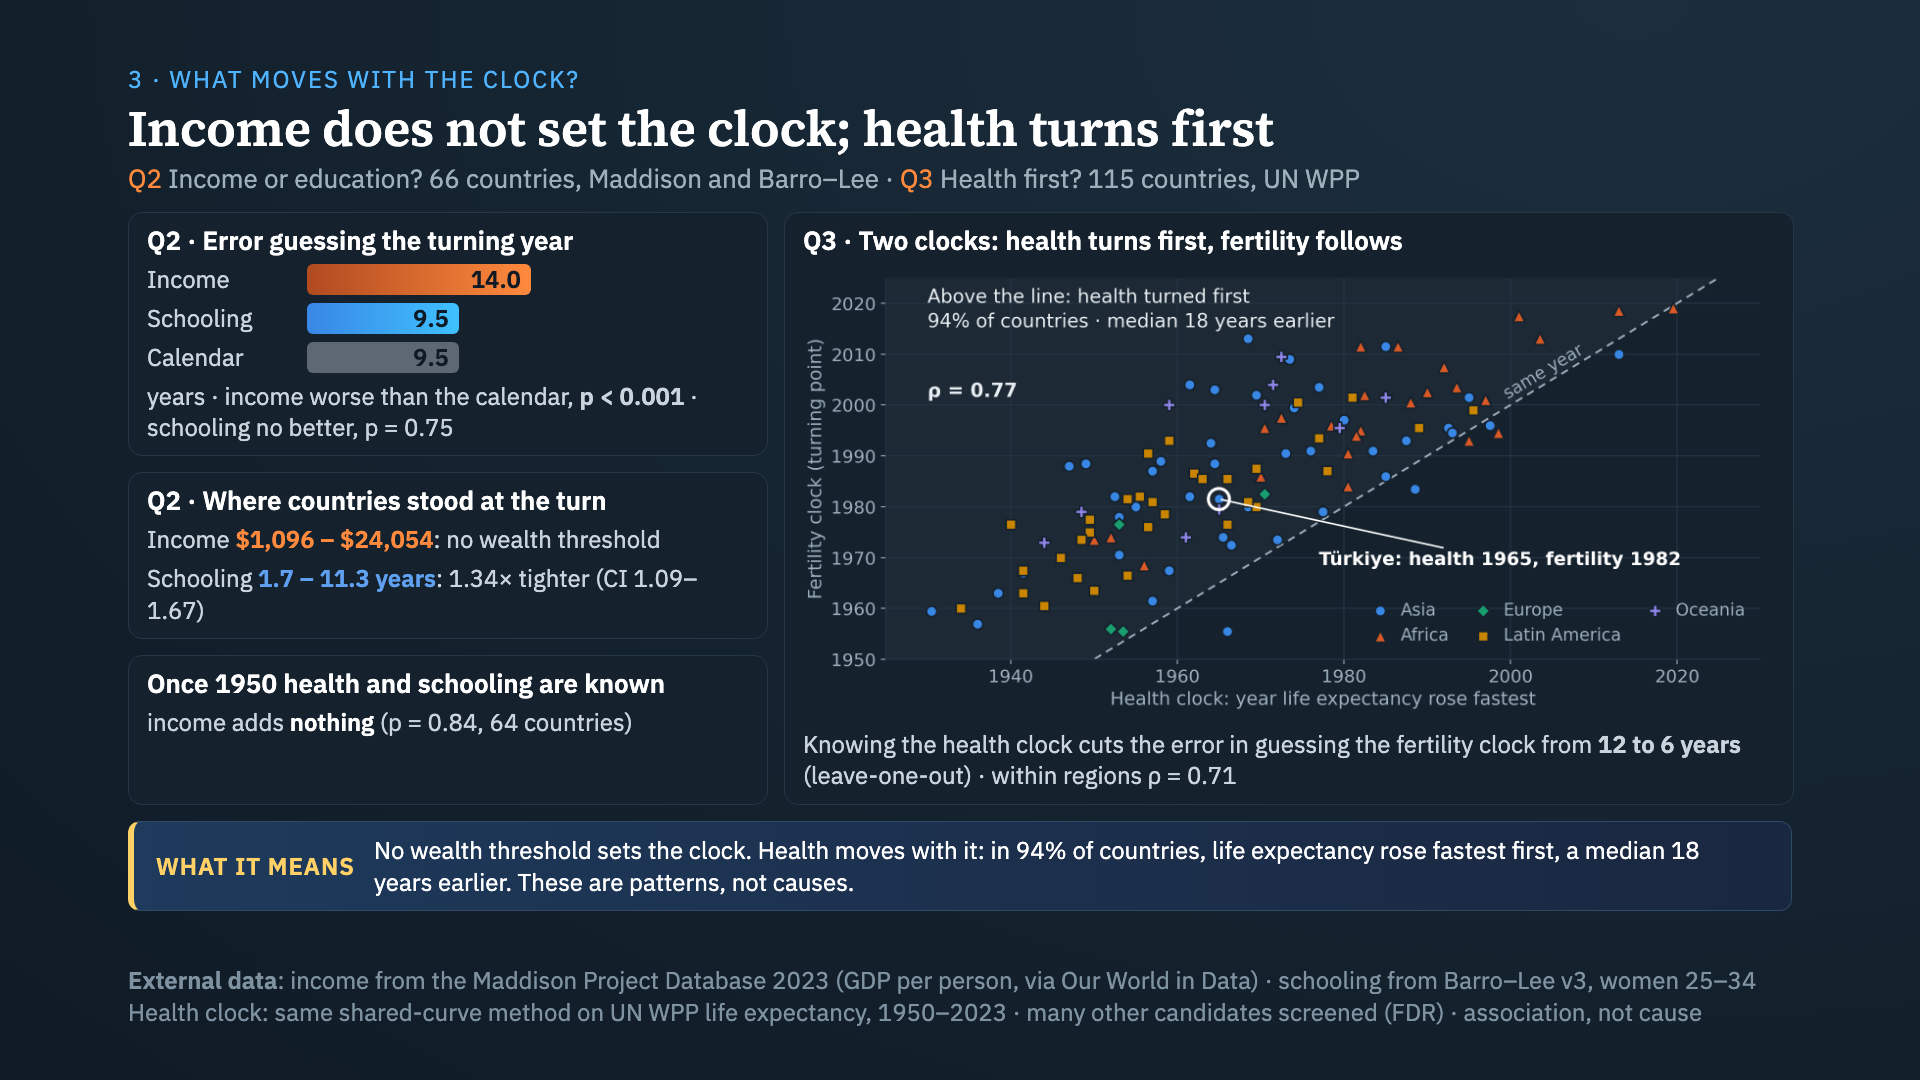 3 · WHAT MOVES WITH THE CLOCK?
Income does not set the clock; health turns first
Q2 Income or education? 66 countries, Maddison and Barro–Lee · Q3 Health first? 115 countries, UN WPP
Q2 · Error guessing the turning year
Income 14.0
Schooling 9.5
Calendar 9.5
years · income worse than the calendar, p < 0.001 ·
schooling no better, p = 0.75
Q2 · Where countries stood at the turn
Income $1,096 – $24,054: no wealth threshold
Schooling 1.7 – 11.3 years: 1.34× tighter (CI 1.09–
1.67)
Once 1950 health and schooling are known
income adds nothing (p = 0.84, 64 countries)
Q3 · Two clocks: health turns first, fertility follows
Above the line: health turned first
94% of countries · median 18 years earlier
ρ = 0.77
same year
Türkiye: health 1965, fertility 1982
Asia
Africa
Europe
Latin America
Oceania
Fertility clock (turning point)
2020
2010
2000
1990
1980
1970
1960
1950
1940 1960 1980 2000 2020
Health clock: year life expectancy rose fastest
Knowing the health clock cuts the error in guessing the fertility clock from 12 to 6 years
(leave-one-out) · within regions ρ = 0.71
WHAT IT MEANS
No wealth threshold sets the clock. Health moves with it: in 94% of countries, life expectancy rose fastest first, a median 18
years earlier. These are patterns, not causes.
External data: income from the Maddison Project Database 2023 (GDP per person, via Our World in Data) · schooling from Barro–Lee v3, women 25–34
Health clock: same shared-curve method on UN WPP life expectancy, 1950–2023 · many other candidates screened (FDR) · association, not cause